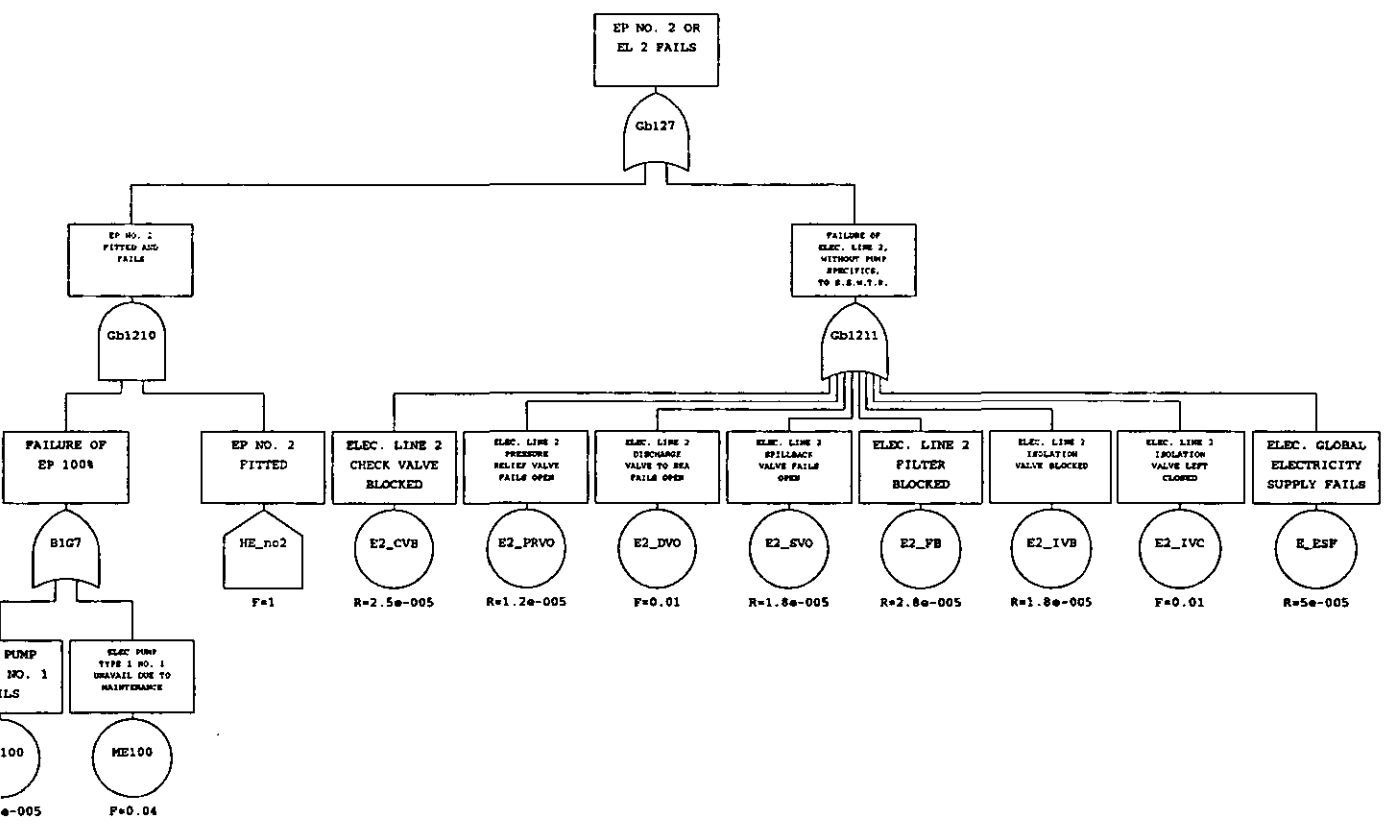 EP NO. 2 OR
EL 2 FAILS
Gb127
EP NO. 2
FITTED AND
FAILS
FAILURE OF
ELEC. LINE 2,
WITHOUT PUMP
SPECIFICS,
TO
Gb1210
Gb1211
FAILURE OF
EP 100%
EP NO. 2
FITTED
ELEC. LINE 2
CHECK VALVE
BLOCKED
ELEC. LINE 2
PRESSURE
RELIEF VALVE
FAILS OPEN
ELEC. LINE 2
DISCHARGE
VALVE TO SEA
FAILS OPEN
ELEC. LINE 2
SPILLBACK
VALVE FAILS
OPEN
ELEC. LINE 2
FILTER
BLOCKED
ELEC. LINE 2
ISOLATION
VALVE BLOCKED
ELEC. LINE 2
ISOLATION
VALVE LEFT
CLOSED
ELEC. GLOBAL
ELECTRICITY
SUPPLY FAILS
B1G7
HE_no2
E2_CVB
E2_PRVO
E2_DVO
E2_SVO
E2_FB
E2_IVB
E2_IVC
E_ESF
F=1
R=2.5e-005
R=1.2e-005
F=0.01
R=1.8e-005
R=2.8e-005
R=1.8e-005
F=0.01
R=5e-005
PUMP
NO. 1
ILS
ELEC PUMP
TYPE 1 NO. 1
UNAVAIL DUE TO
MAINTENANCE
100
ME100
e-005
F=0.04